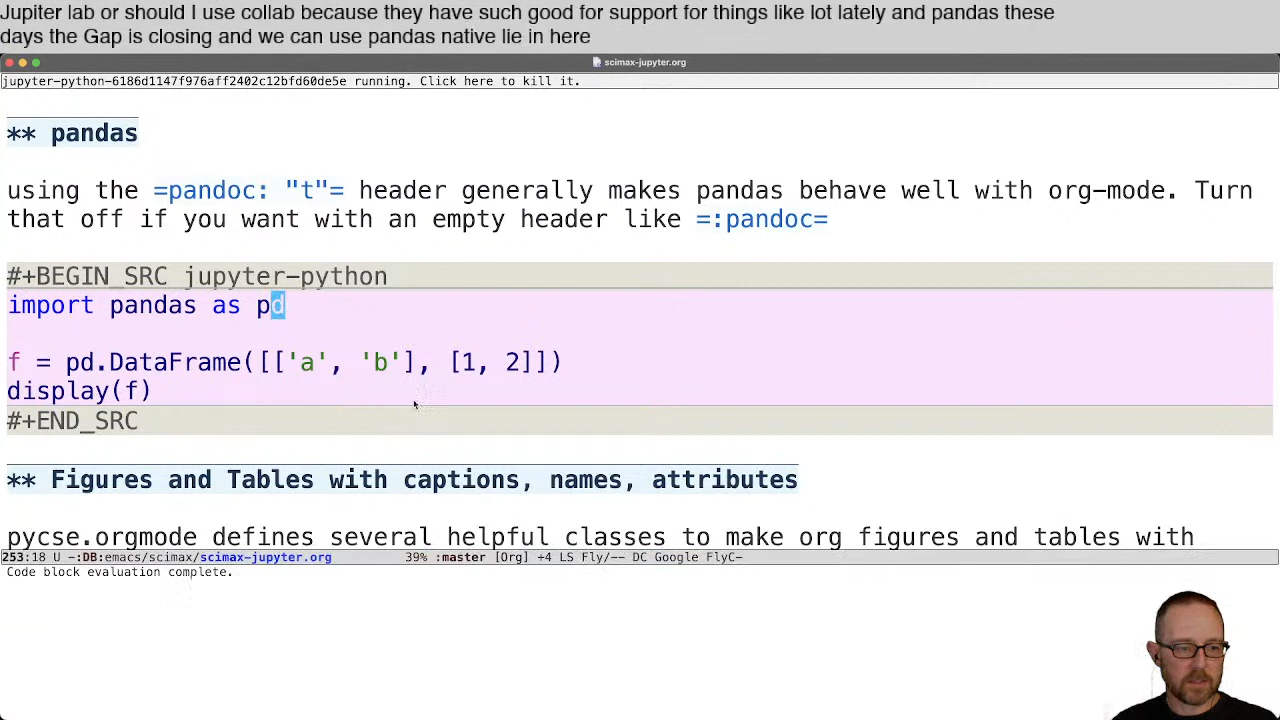 Jupiter lab or should I use collab because they have such good for support for things like lot lately and pandas these
days the Gap is closing and we can use pandas native lie in here
scimax-jupyter.org
jupyter-python-6186d1147f976aff2402c12bfd60de5e running. Click here to kill it.
** pandas
using the =pandoc: "t"= header generally makes pandas behave well with org-mode. Turn
that off if you want with an empty header like =:pandoc=
#+BEGIN_SRC jupyter-python
import pandas as pd
f = pd.DataFrame([['a', 'b'], [1, 2]])
display(f)
#+END_SRC
** Figures and Tables with captions, names, attributes
pycse.orgmode defines several helpful classes to make org figures and tables with
253:18 U -:DB:emacs/scimax/scimax-jupyter.org 39% :master [Org] +4 LS Fly/-- DC Google FlyC-
Code block evaluation complete.